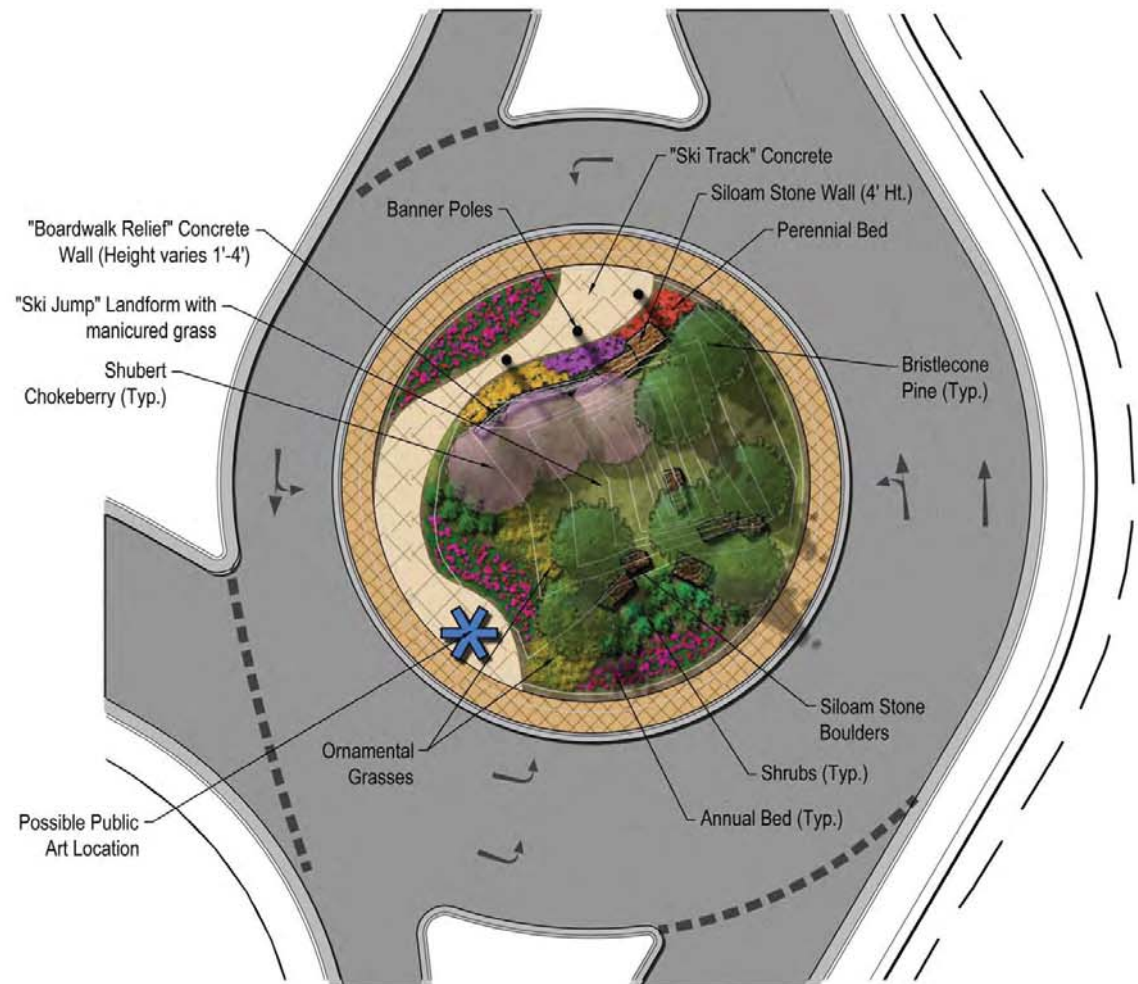 "Ski Track" Concrete
Siloam Stone Wall (4' Ht.)
Banner Poles
Perennial Bed
"Boardwalk Relief" Concrete
Wall (Height varies 1'-4')
"Ski Jump" Landform with
manicured grass
Shubert
Chokeberry (Typ.)
Bristlecone
Pine (Typ.)
Siloam Stone
Boulders
Ornamental
Grasses
Shrubs (Typ.)
Annual Bed (Typ.)
Possible Public
Art Location